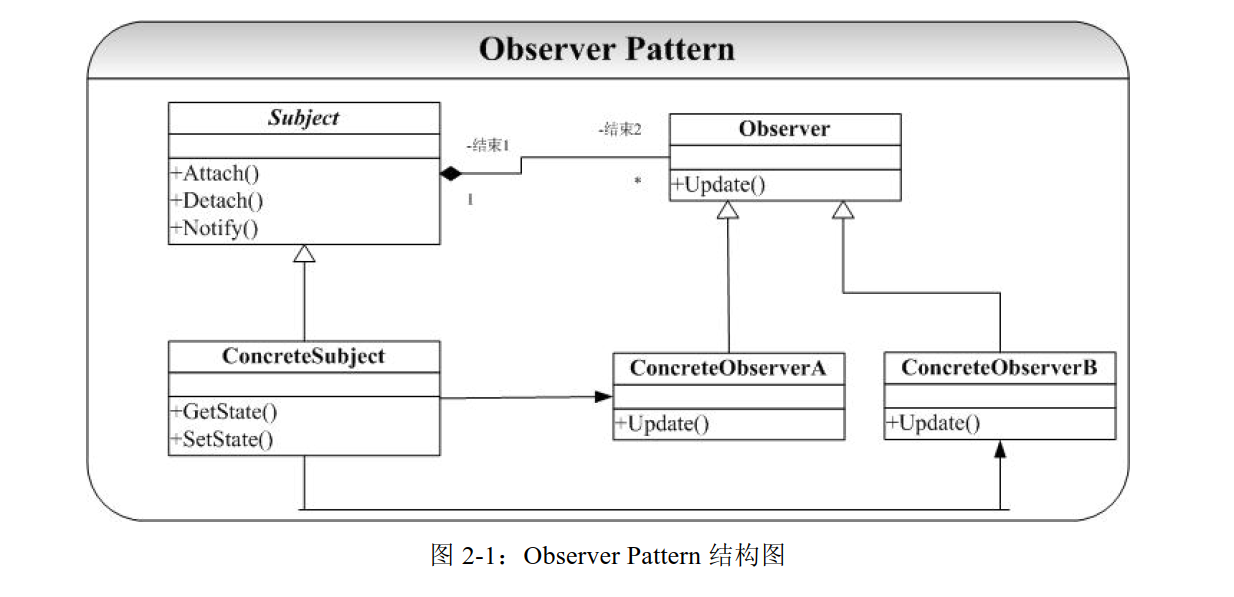 Observer Pattern
Subject
+Attach()
+Detach()
+Notify()
-结束1
1
-结束2
*
Observer
+Update()
ConcreteSubject
+GetState()
+SetState()
ConcreteObserverA
+Update()
ConcreteObserverB
+Update()
图 2-1：Observer Pattern 结构图